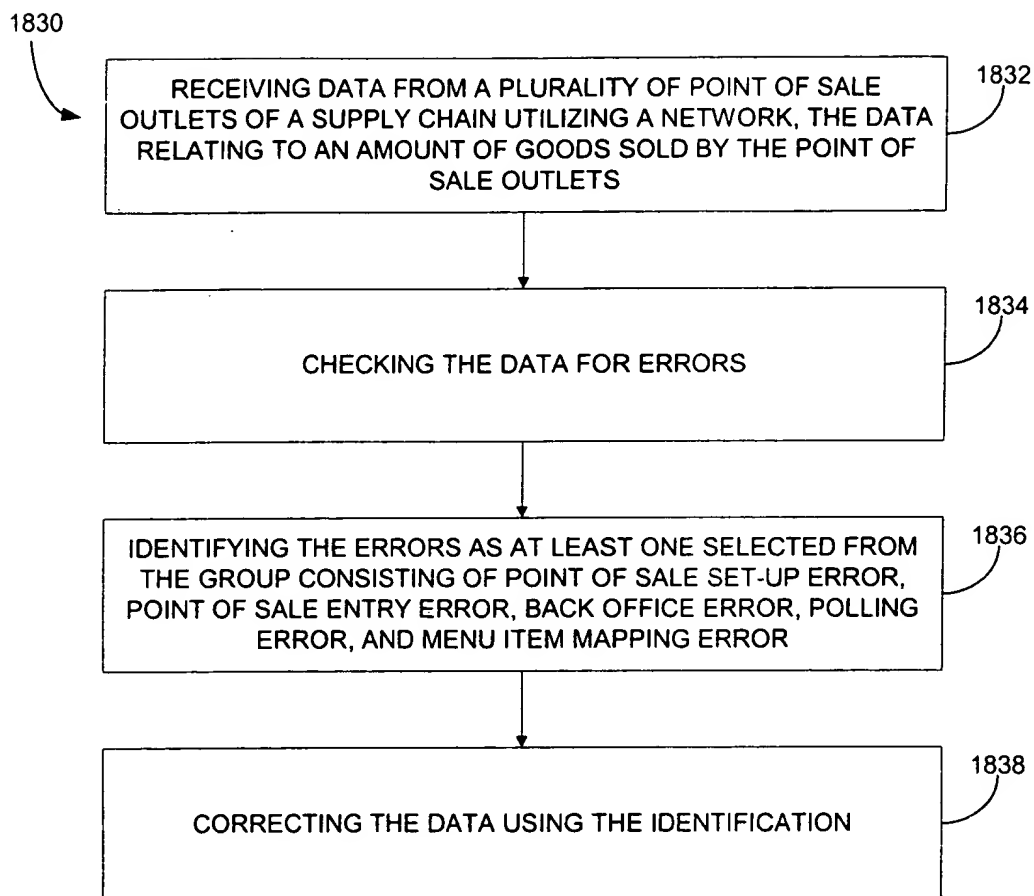 1830
RECEIVING DATA FROM A PLURALITY OF POINT OF SALE
OUTLETS OF A SUPPLY CHAIN UTILIZING A NETWORK, THE DATA
RELATING TO AN AMOUNT OF GOODS SOLD BY THE POINT OF
SALE OUTLETS
1832
CHECKING THE DATA FOR ERRORS
1834
IDENTIFYING THE ERRORS AS AT LEAST ONE SELECTED FROM
THE GROUP CONSISTING OF POINT OF SALE SET-UP ERROR,
POINT OF SALE ENTRY ERROR, BACK OFFICE ERROR, POLLING
ERROR, AND MENU ITEM MAPPING ERROR
1836
CORRECTING THE DATA USING THE IDENTIFICATION
1838